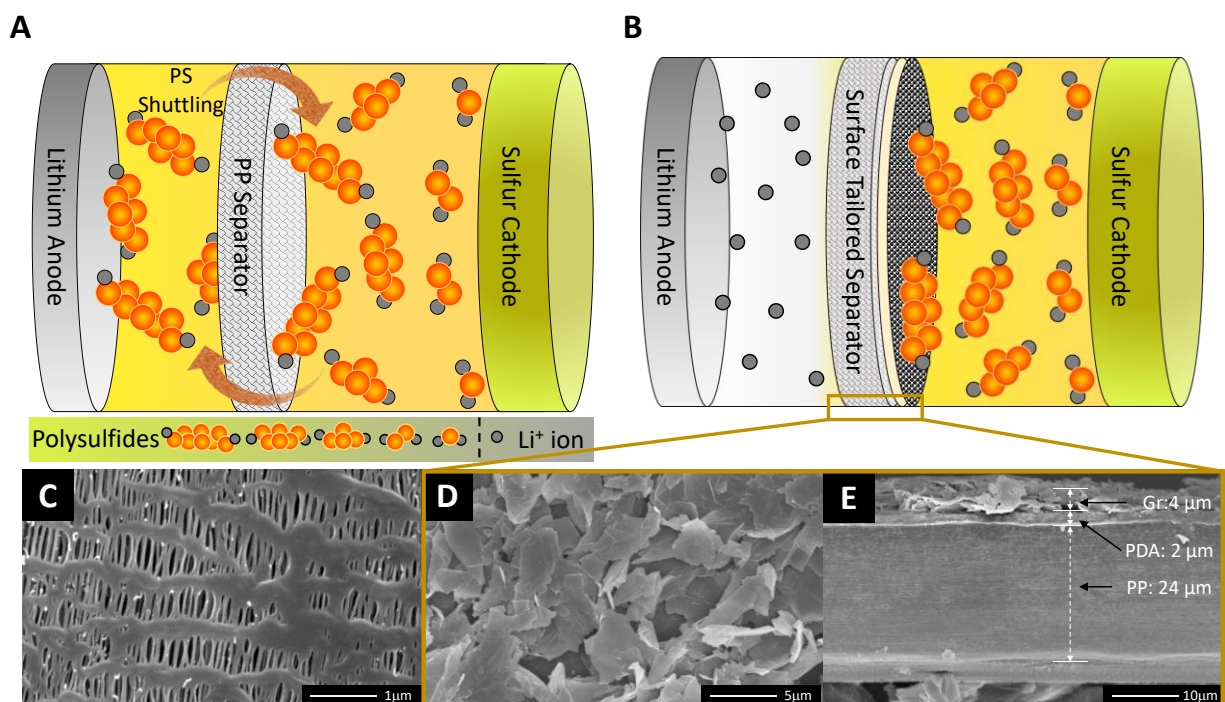 A
B
PS
Shuttling
Lithium Anode
PP Separator
Sulfur Cathode
Lithium Anode
Surface Tailored Separator
Sulfur Cathode
Polysulfides
Li⁺ ion
C
1μm
D
5μm
E
Gr:4 μm
PDA: 2 μm
PP: 24 μm
10μm